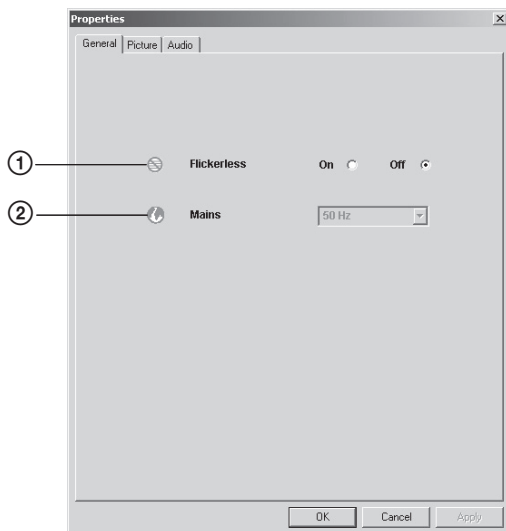 Properties
General Picture Audio
① Flickerless On Off
② Mains 50 Hz
OK Cancel Apply